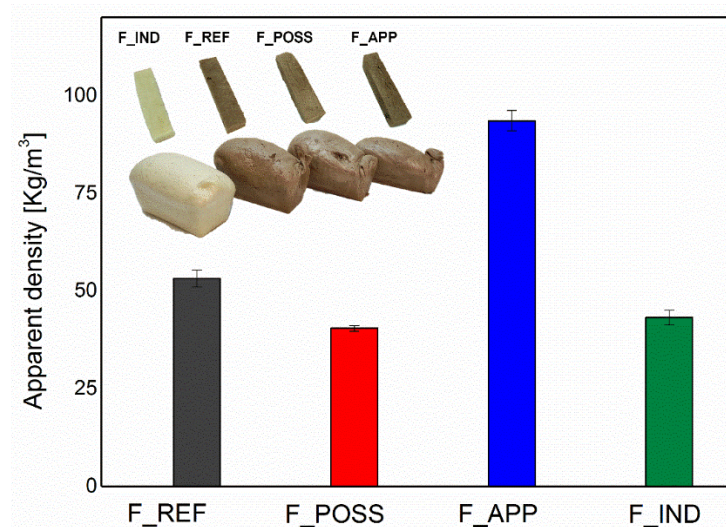 F_IND F_REF F_POSS F_APP
Apparent density [Kg/m³]
100
75
50
25
0
F_REF F_POSS F_APP F_IND